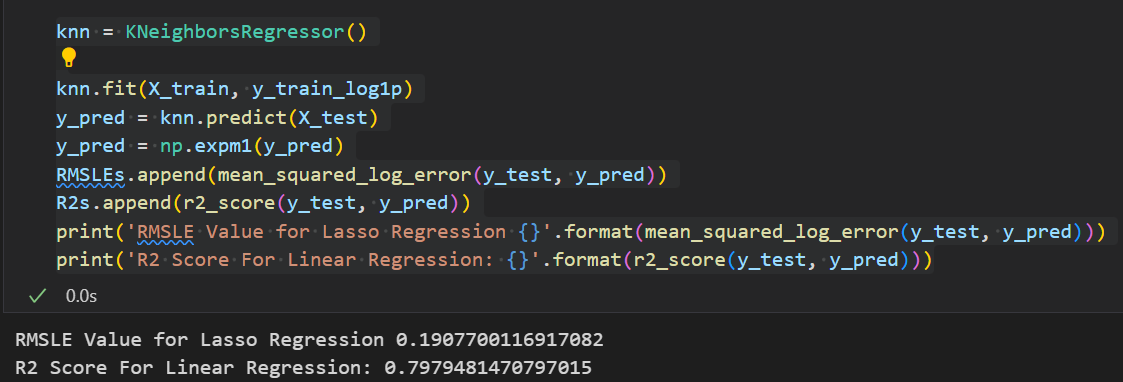 knn = KNeighborsRegressor()
knn.fit(X_train, y_train_log1p)
y_pred = knn.predict(X_test)
y_pred = np.expm1(y_pred)
RMSLEs.append(mean_squared_log_error(y_test, y_pred))
R2s.append(r2_score(y_test, y_pred))
print('RMSLE Value for Lasso Regression {}'.format(mean_squared_log_error(y_test, y_pred)))
print('R2 Score For Linear Regression: {}'.format(r2_score(y_test, y_pred)))
0.0s
RMSLE Value for Lasso Regression 0.1907700116917082
R2 Score For Linear Regression: 0.7979481470797015